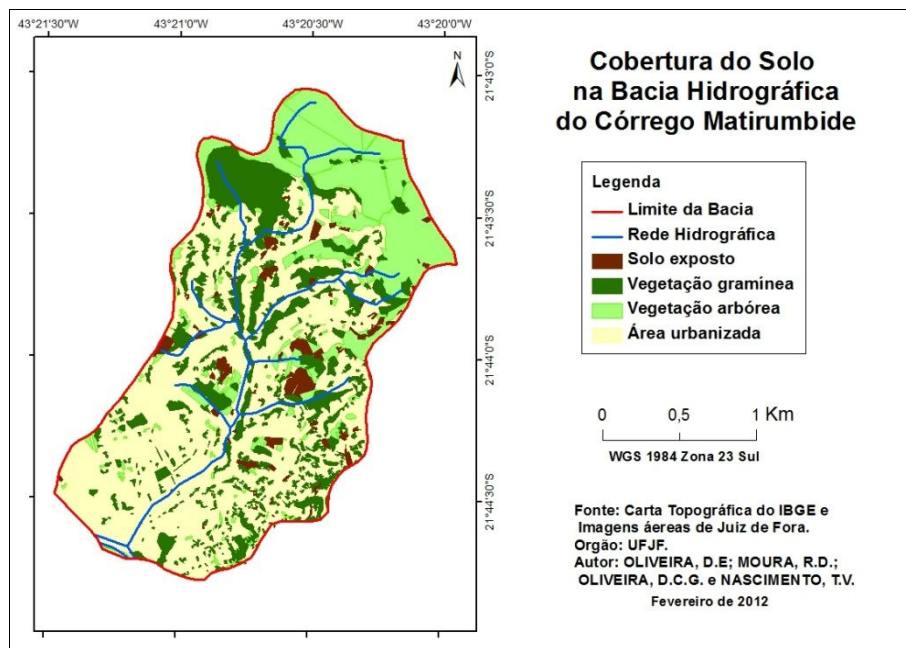 43°21'30"W
43°21'0"W
43°20'30"W
43°20'0"W
N
21°43'0"S
21°43'30"S
21°44'0"S
21°44'30"S
Cobertura do Solo
na Bacia Hidrográfica
do Córrego Matirumbide
Legenda
Limite da Bacia
Rede Hidrográfica
Solo exposto
Vegetação gramínea
Vegetação arbórea
Área urbanizada
0 0,5 1 Km
WGS 1984 Zona 23 Sul
Fonte: Carta Topográfica do IBGE e
Imagens áereas de Juiz de Fora.
Orgão: UFJF.
Autor: OLIVEIRA, D.E; MOURA, R.D.;
OLIVEIRA, D.C.G. e NASCIMENTO, T.V.
Fevereiro de 2012